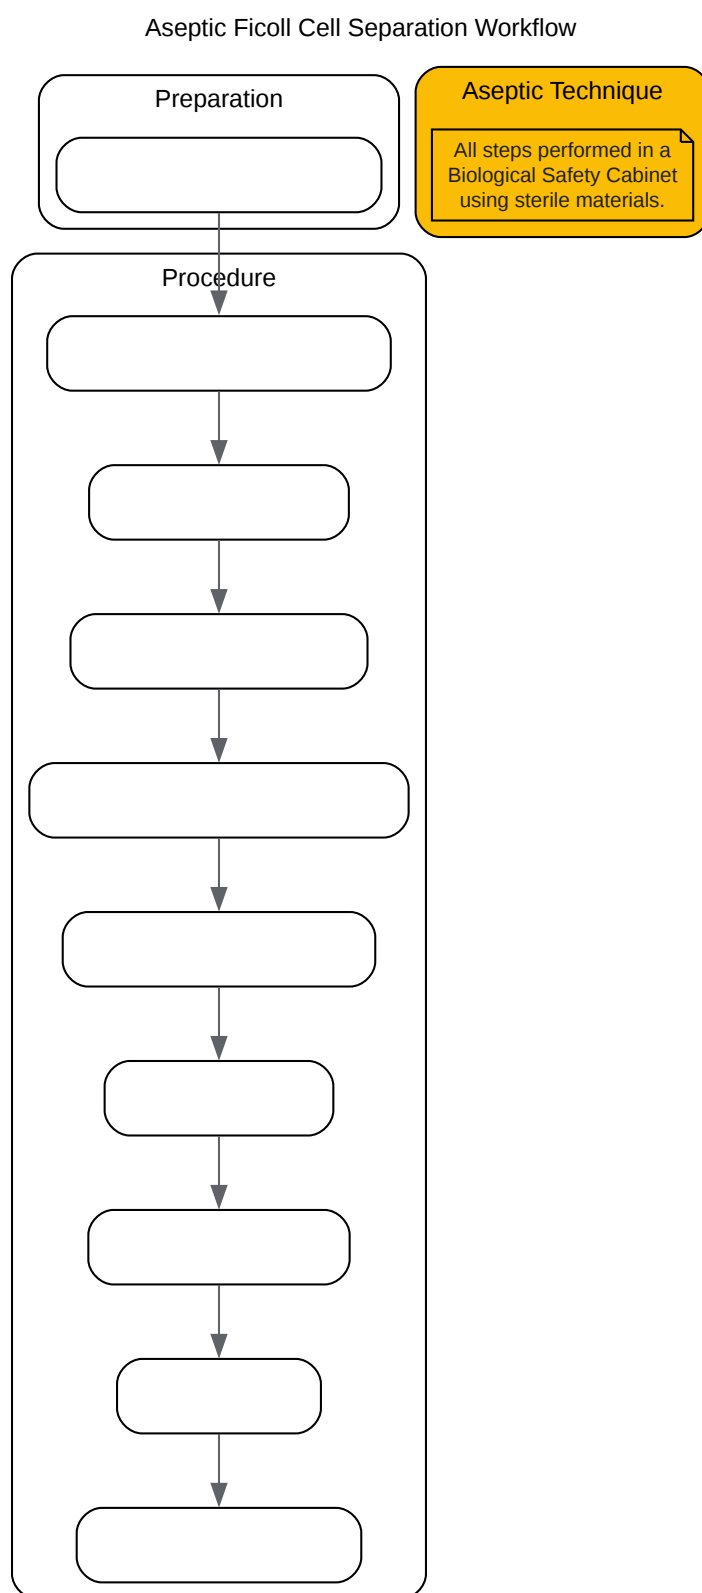 Aseptic Ficoll Cell Separation Workflow
Preparation
Aseptic Technique
All steps performed in a
Biological Safety Cabinet
using sterile materials.
Procedure